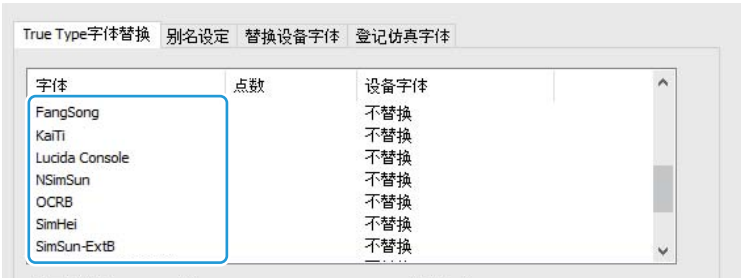 True Type字体替换 别名设定 替换设备字体 登记仿真字体
字体 点数 设备字体
FangSong 不替换
KaiTi 不替换
Lucida Console 不替换
NSimSun 不替换
OCRB 不替换
SimHei 不替换
SimSun-ExtB 不替换